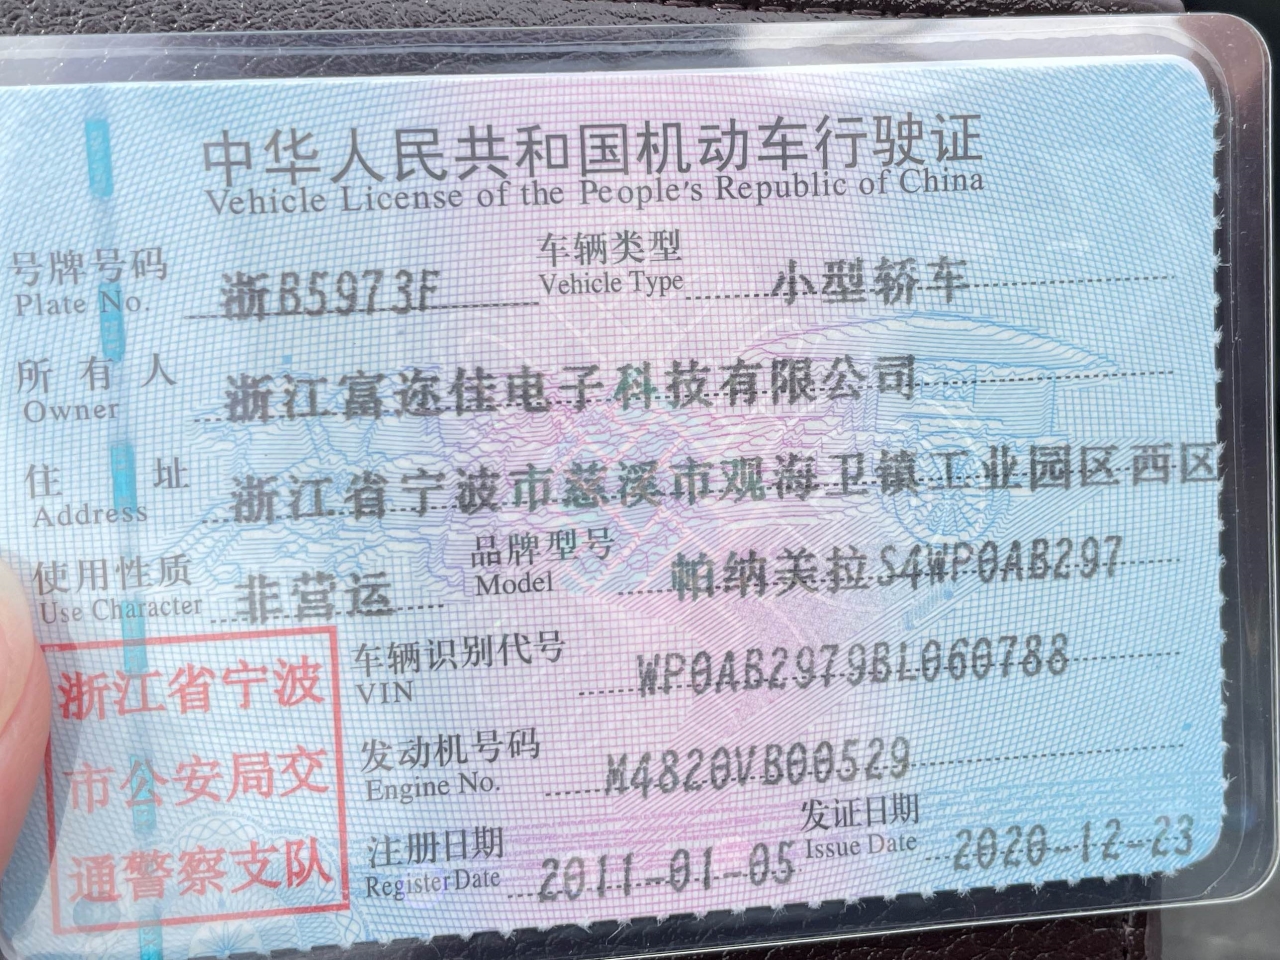 中华人民共和国机动车行驶证
Vehicle License of the People's Republic of China
号牌号码 浙B5973F 车辆类型 小型轿车
Plate No. Vehicle Type
所有人 浙江富迩佳电子科技有限公司
Owner
住址 浙江省宁波市慈溪市观海卫镇工业园区西区
Address
使用性质 非营运 品牌型号 帕纳美拉S4WP0AB297
Use Character Model
车辆识别代号 WP0AB2979BL060788
VIN
发动机号码 M4820VB00529
Engine No.
注册日期 2011-01-05 发证日期 2020-12-23
Register Date Issue Date
浙江省宁波
市公安局交
通警察支队